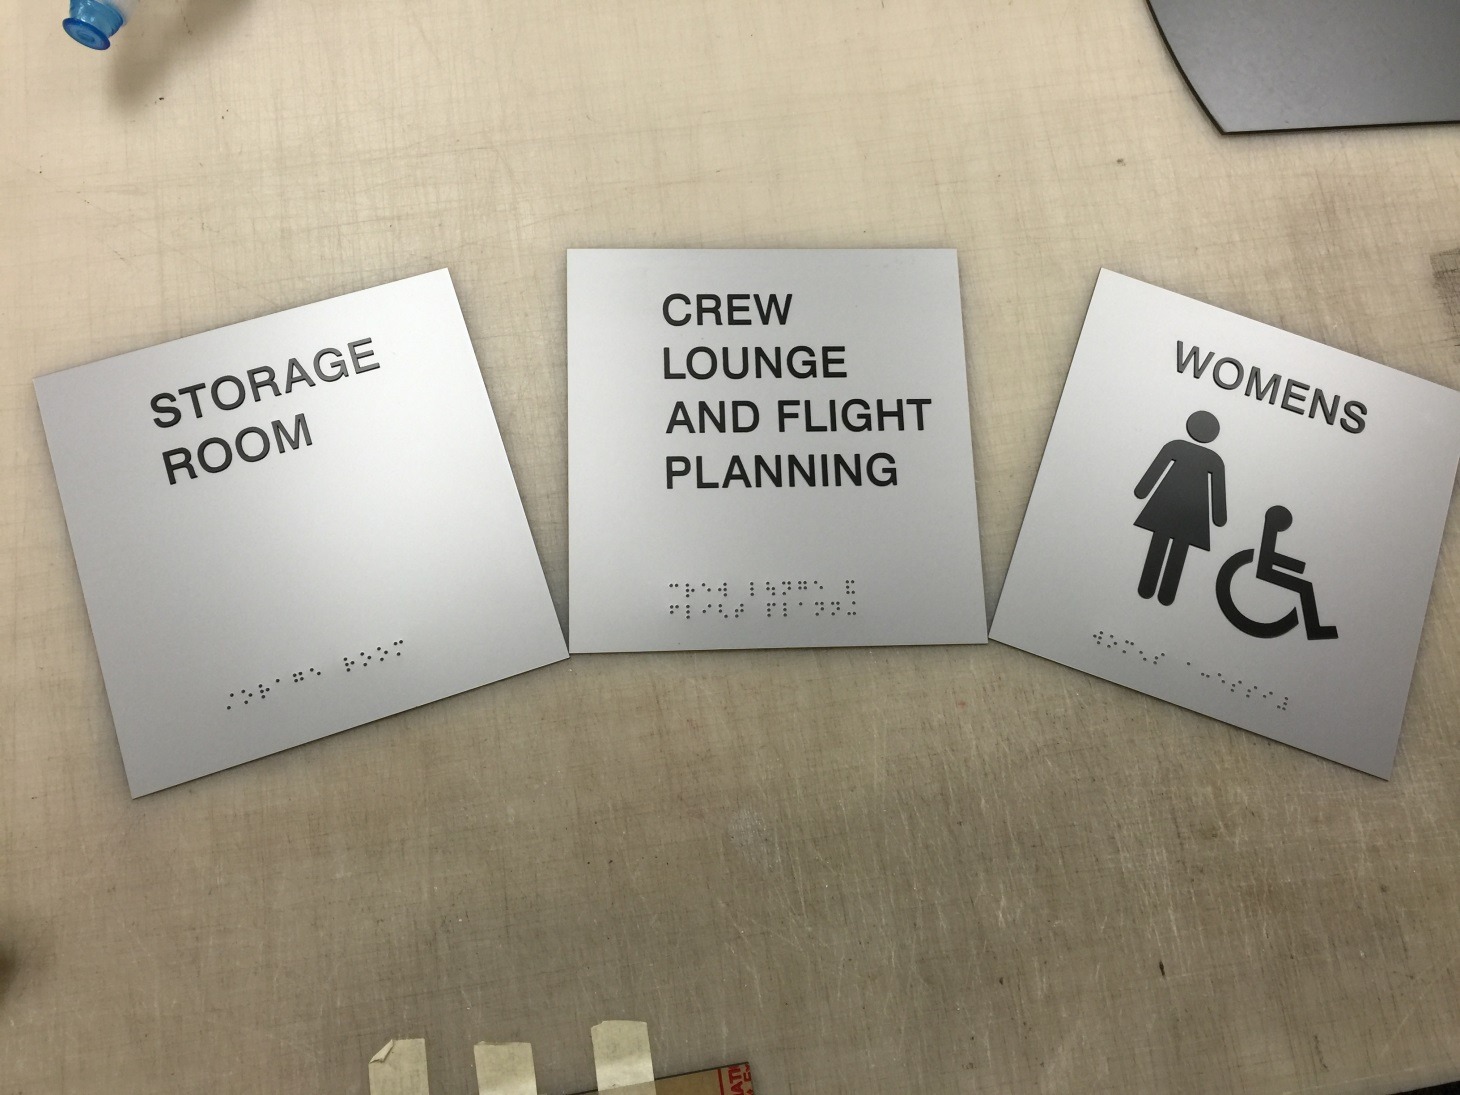 STORAGE
ROOM
CREW
LOUNGE
AND FLIGHT
PLANNING
WOMENS